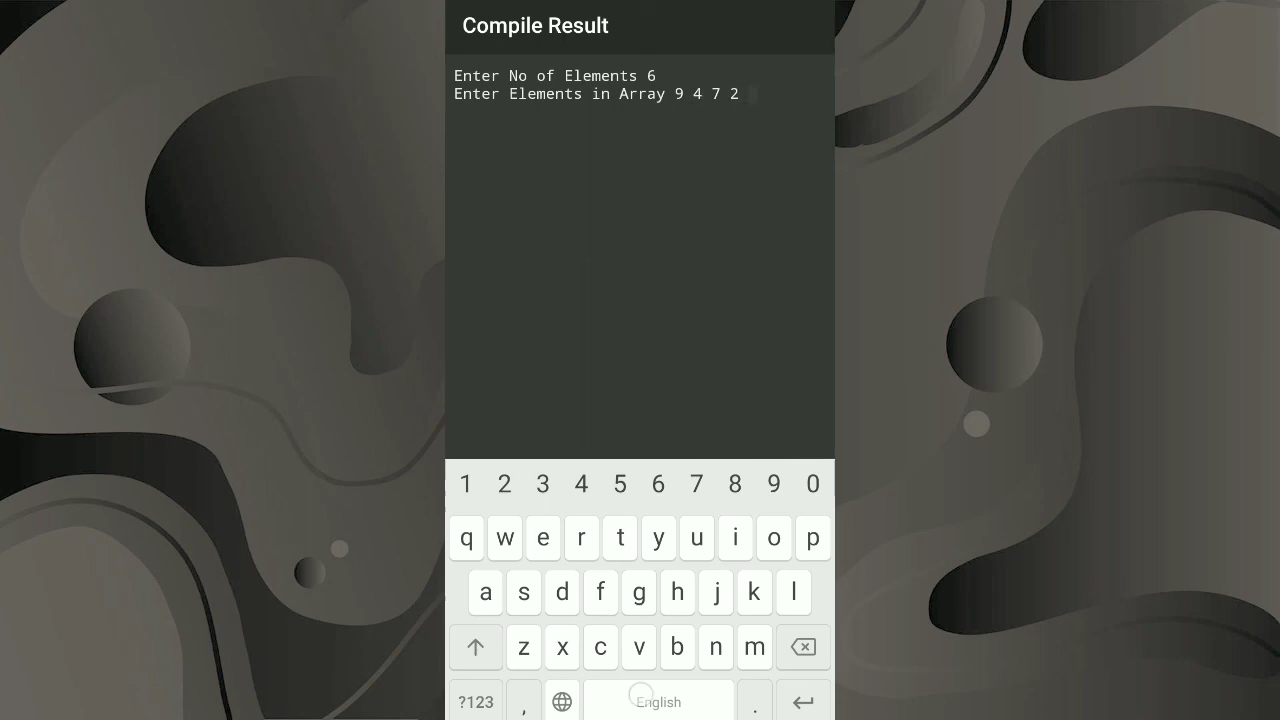 Compile Result
Enter No of Elements 6
Enter Elements in Array 9 4 7 2
1 2 3 4 5 6 7 8 9 0
q w e r t y u i o p
a s d f g h j k l
z x c v b n m
?123 , English .